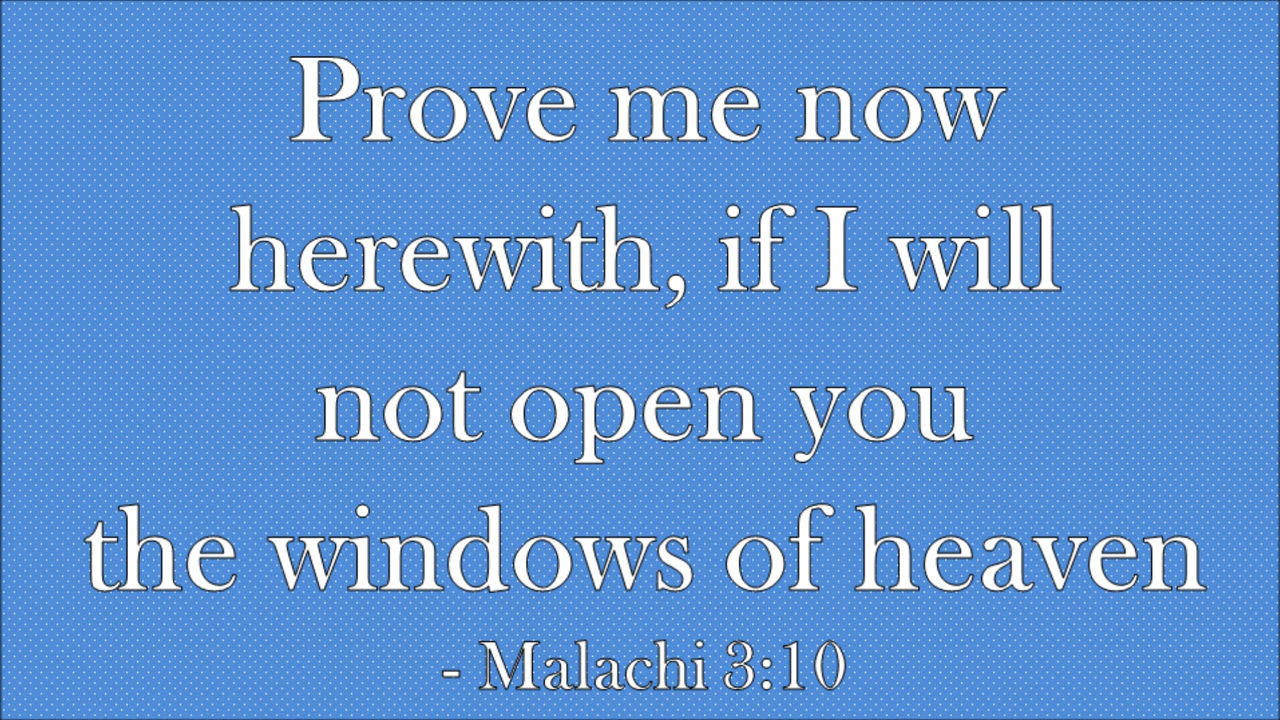 Prove me now
herewith, if I will
not open you
the windows of heaven
- Malachi 3:10